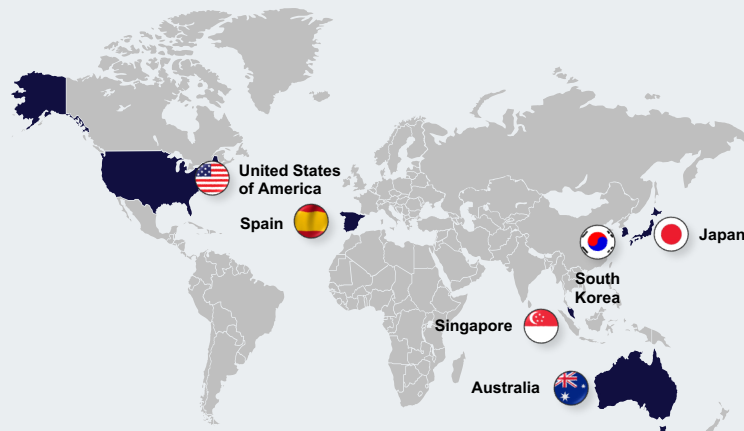 United States
of America
Spain
Japan
South
Korea
Singapore
Australia